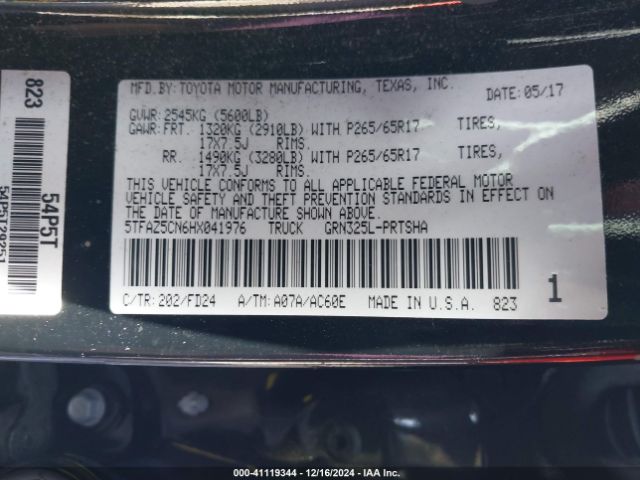 MFD.BY:TOYOTA MOTOR MANUFACTURING, TEXAS, INC.
DATE:05/17
GVWR:2545KG (5600LB)
GAWR:FRT. 1320KG (2910LB) WITH P265/65R17 TIRES,
17X7.5J RIMS.
RR. 1490KG (3280LB) WITH P265/65R17 TIRES,
17X7.5J RIMS.
THIS VEHICLE CONFORMS TO ALL APPLICABLE FEDERAL MOTOR
VEHICLE SAFETY AND THEFT PREVENTION STANDARDS IN EFFECT ON
THE DATE OF MANUFACTURE SHOWN ABOVE.
5TFAZ5CN6HX041976 TRUCK GRN325L-PRTSHA
C/TR:202/FD24 A/TM:A07A/AC60E MADE IN U.S.A. 823
1
823
54P5T
000-41119344 - 12/16/2024 - IAA Inc.